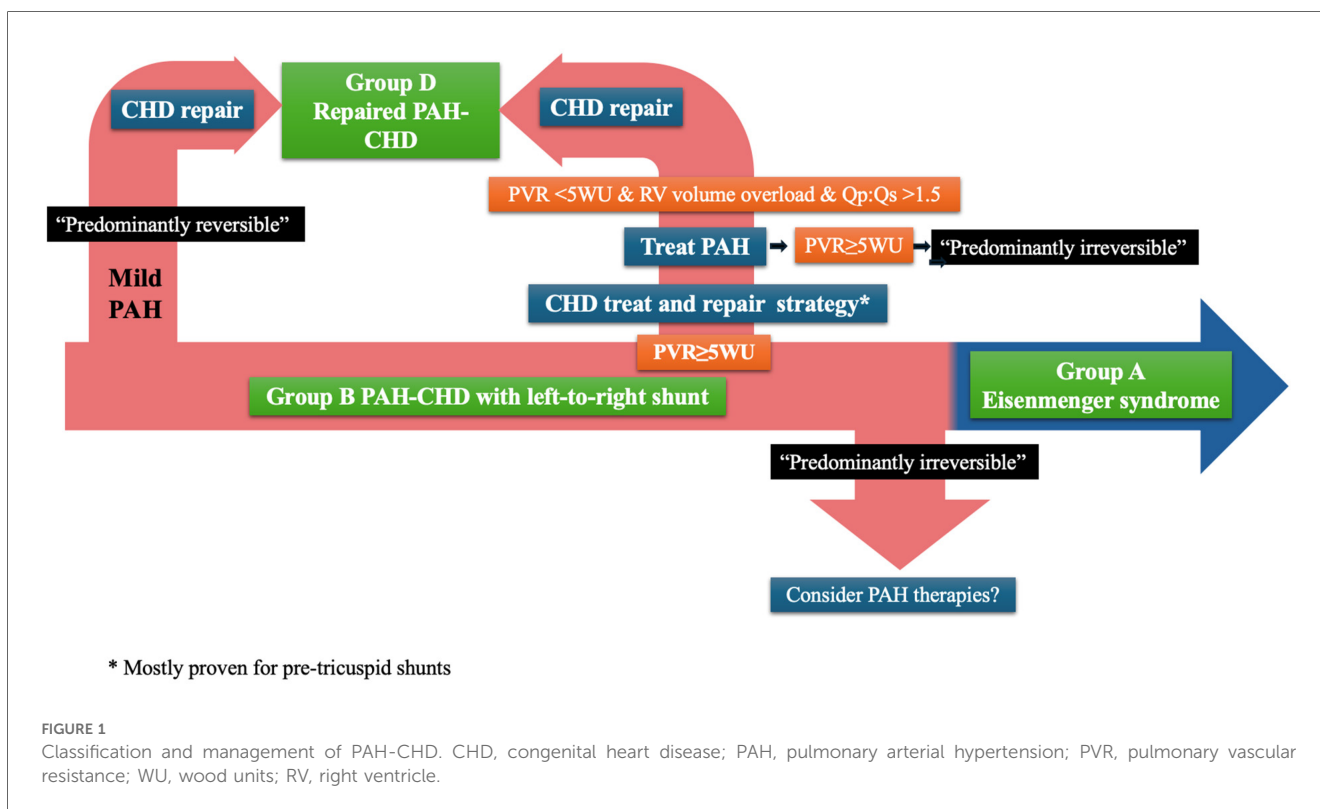 CHD repair
Group D
Repaired PAH-
CHD
CHD repair
PVR <5WU & RV volume overload & Qp:Qs >1.5
“Predominantly reversible”
Treat PAH
PVR≥5WU
“Predominantly irreversible”
Mild
PAH
CHD treat and repair strategy*
PVR≥5WU
Group B PAH-CHD with left-to-right shunt
Group A
Eisenmenger syndrome
“Predominantly irreversible”
Consider PAH therapies?
* Mostly proven for pre-tricuspid shunts
FIGURE 1
Classification and management of PAH-CHD. CHD, congenital heart disease; PAH, pulmonary arterial hypertension; PVR, pulmonary vascular
resistance; WU, wood units; RV, right ventricle.